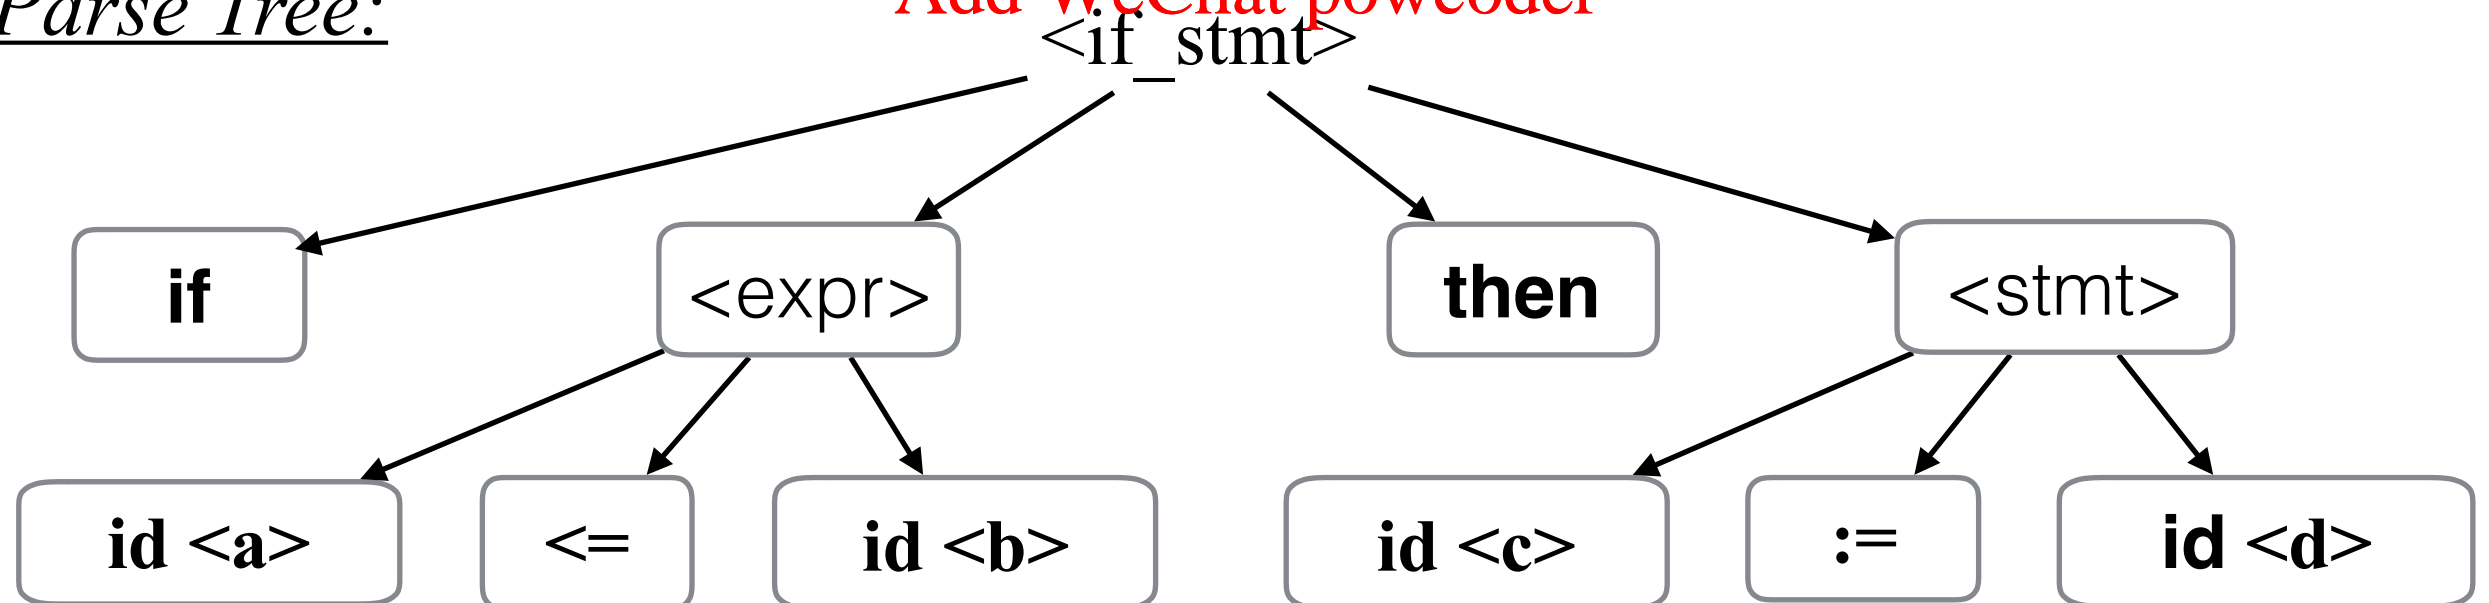 Parse Tree:
Add WeChat powcoder
<if_stmt>
if
<expr>
then
<stmt>
id <a>
<=
id <b>
id <c>
:=
id <d>